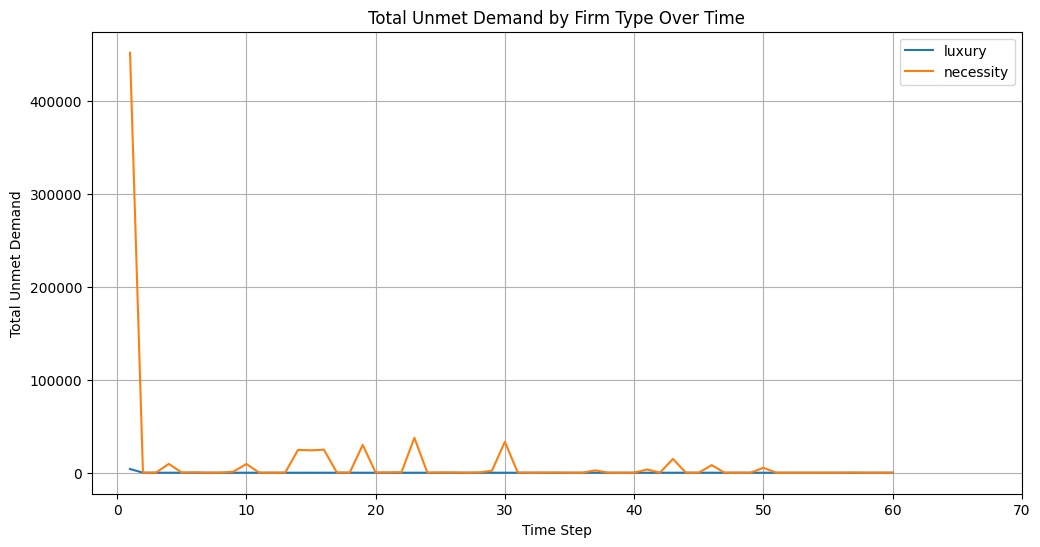 Total Unmet Demand by Firm Type Over Time
luxury
necessity
Total Unmet Demand
400000
300000
200000
100000
0
0 10 20 30 40 50 60 70
Time Step